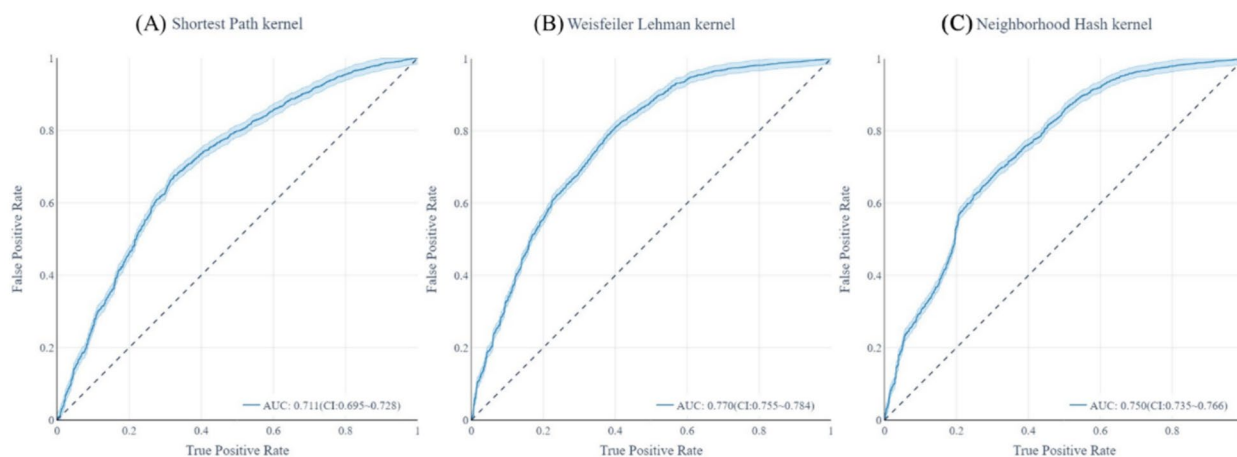 (A) Shortest Path kernel
1
0.8
0.6
0.4
0.2
0
0
0.2
0.4
0.6
0.8
1
False Positive Rate
True Positive Rate
AUC: 0.711(CI:0.695~0.728)
(B) Weisfeiler Lehman kernel
1
0.8
0.6
0.4
0.2
0
0
0.2
0.4
0.6
0.8
1
False Positive Rate
True Positive Rate
AUC: 0.770(CI:0.755~0.784)
(C) Neighborhood Hash kernel
1
0.8
0.6
0.4
0.2
0
0
0.2
0.4
0.6
0.8
False Positive Rate
True Positive Rate
AUC: 0.750(CI:0.735~0.766)